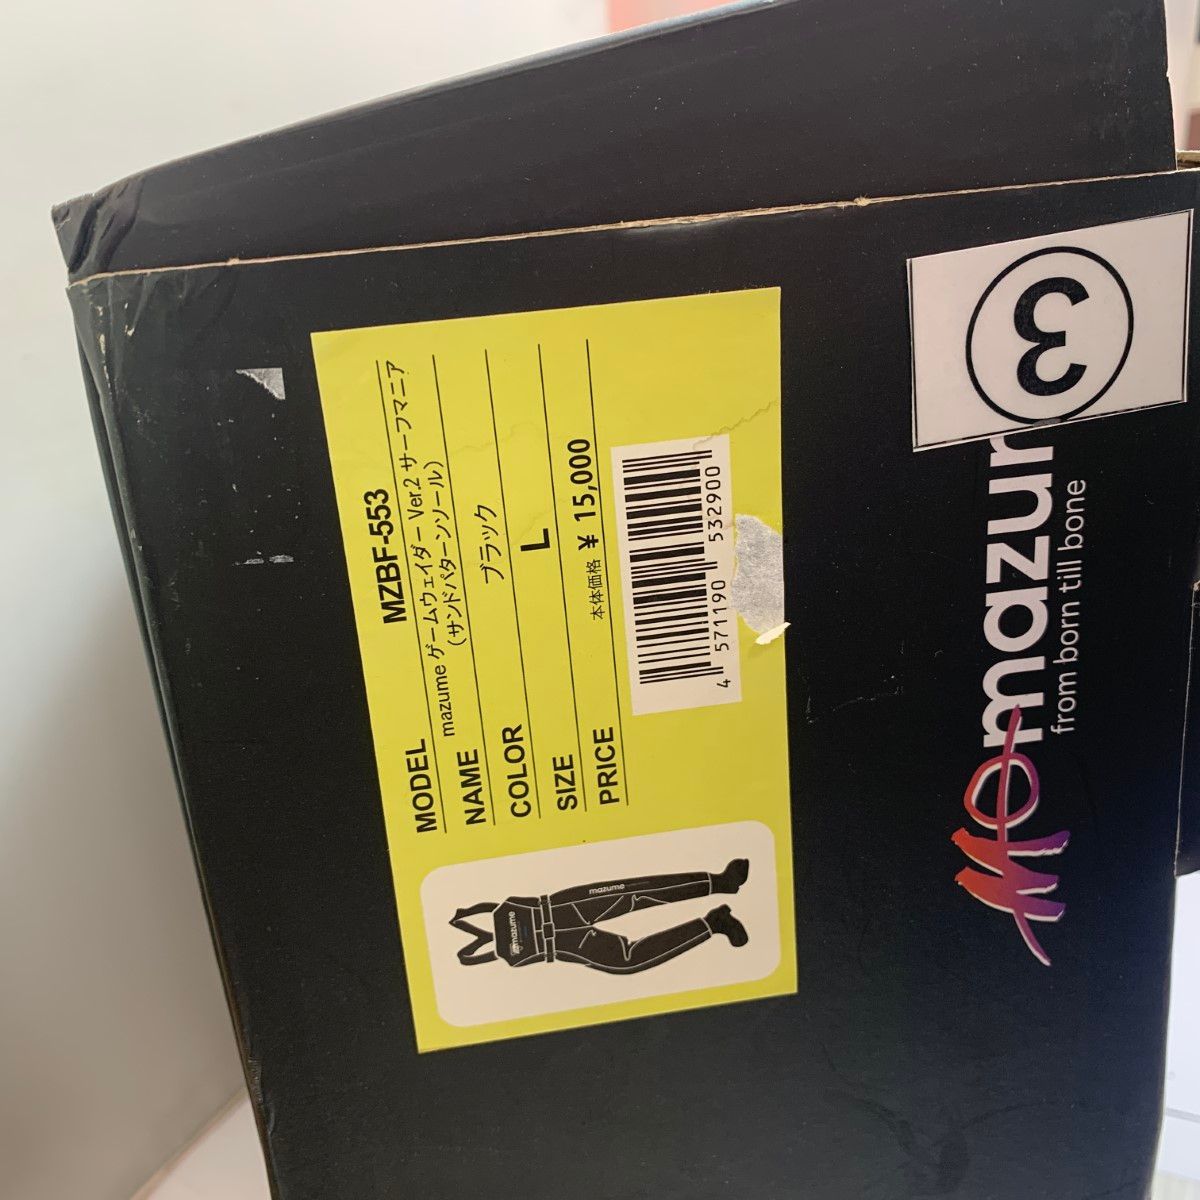 MODEL MZBF-553
NAME mazume ゲームウェイダー Ver.2 サーフマニア
(サンドパターンソール)
COLOR ブラック
SIZE L
PRICE 本体価格 ¥ 15,000
4 571190 532900
mazume
mazume
3
mazum
from born till bone